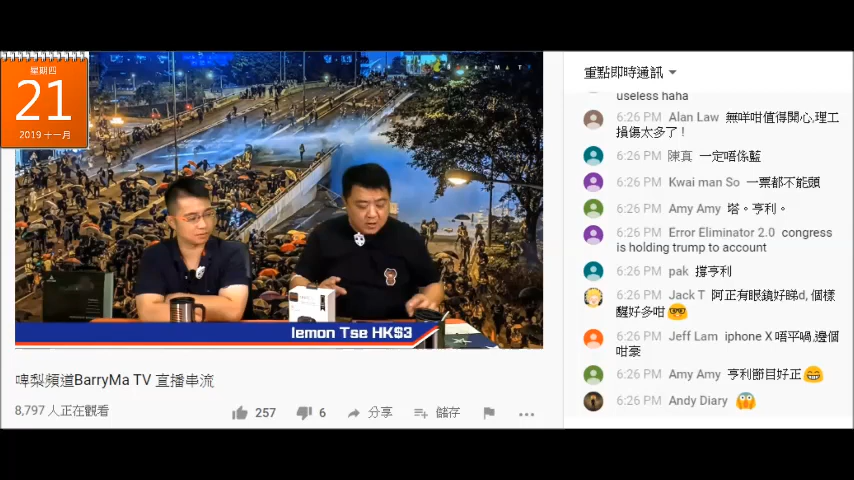 星期四
21
2019 十一月
BARRYMA TV
lemon Tse HK$3
啤梨頻道BarryMa TV 直播串流
8,797 人正在觀看
257
6
分享
儲存
重點即時通訊
useless haha
6:26 PM Alan Law 無咩咁值得開心,理工
損傷太多了!
6:26 PM 陳真 一定唔係藍
6:26 PM Kwai man So 一票都不能頭
6:26 PM Amy Amy 塔。亨利。
6:26 PM Error Eliminator 2.0 congress
is holding trump to account
6:26 PM pak 撐亨利
6:26 PM Jack T 阿正有眼鏡好睇d, 個樣
醒好多咁🤓
6:26 PM Jeff Lam iphone X 唔平喎,邊個
咁豪
6:26 PM Amy Amy 亨利節目好正😁
6:26 PM Andy Diary 😱